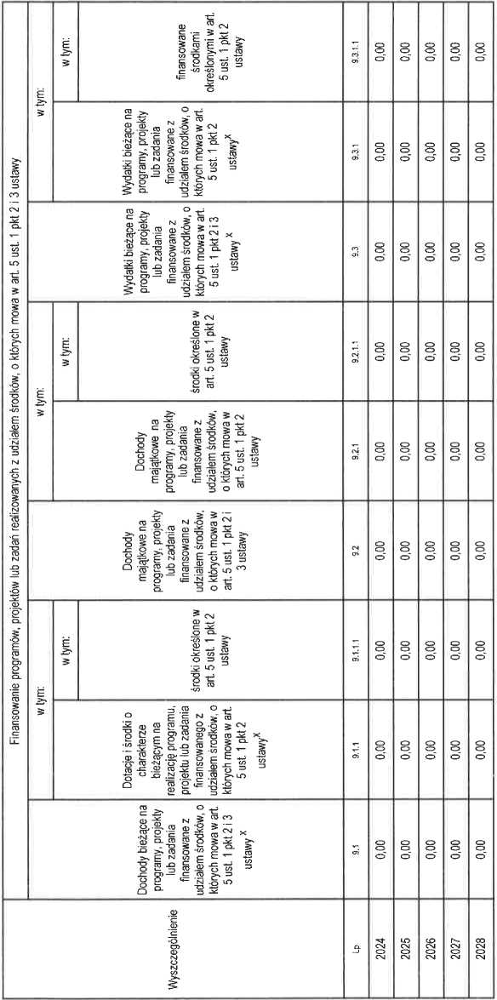 Finansowanie programów, projektów lub zadań realizowanych z udziałem środków, o których mowa w art. 5 ust. 1 pkt 2 i 3 ustawy
Wyszczególnienie
Dochody bieżące na
programy, projekty
lub zadania
finansowane z
udziałem środków, o
których mowa w art.
5 ust. 1 pkt 2 i 3
ustawy x
w tym:
Dotacje i środki o
charakterze
bieżącym na
realizację programu,
projektu lub zadania
finansowanego z
udziałem środków, o
których mowa w art.
5 ust. 1 pkt 2
ustawyx
w tym:
środki określone w
art. 5 ust. 1 pkt 2
ustawy
Dochody
majątkowe na
programy, projekty
lub zadania
finansowane z
udziałem środków,
o których mowa w
art. 5 ust. 1 pkt 2 i
3 ustawy
w tym:
Dochody
majątkowe na
programy, projekty
lub zadania
finansowane z
udziałem środków,
o których mowa w
art. 5 ust. 1 pkt 2
ustawy
w tym:
środki określone w
art. 5 ust. 1 pkt 2
ustawy
Wydatki bieżące na
programy, projekty
lub zadania
finansowane z
udziałem środków, o
których mowa w art.
5 ust. 1 pkt 2 i 3
ustawy x
w tym:
Wydatki bieżące na
programy, projekty
lub zadania
finansowane z
udziałem środków, o
których mowa w art.
5 ust. 1 pkt 2
ustawyx
w tym:
finansowane
środkami
określonymi w art.
5 ust. 1 pkt 2
ustawy
Lp 9.1 9.1.1 9.1.1.1 9.2 9.2.1 9.2.1.1 9.3 9.3.1 9.3.1.1
2024 0,00 0,00 0,00 0,00 0,00 0,00 0,00 0,00 0,00
2025 0,00 0,00 0,00 0,00 0,00 0,00 0,00 0,00 0,00
2026 0,00 0,00 0,00 0,00 0,00 0,00 0,00 0,00 0,00
2027 0,00 0,00 0,00 0,00 0,00 0,00 0,00 0,00 0,00
2028 0,00 0,00 0,00 0,00 0,00 0,00 0,00 0,00 0,00